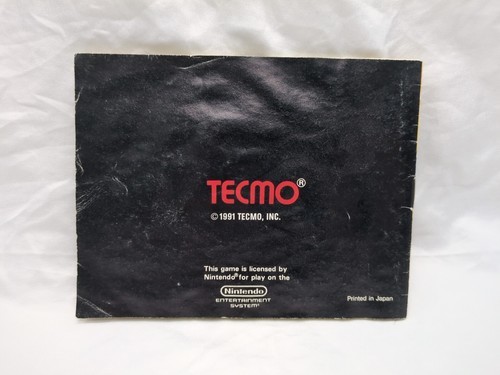 TECMO®
© 1991 TECMO, INC.
This game is licensed by
Nintendo® for play on the
Nintendo
ENTERTAINMENT
SYSTEM®
Printed in Japan